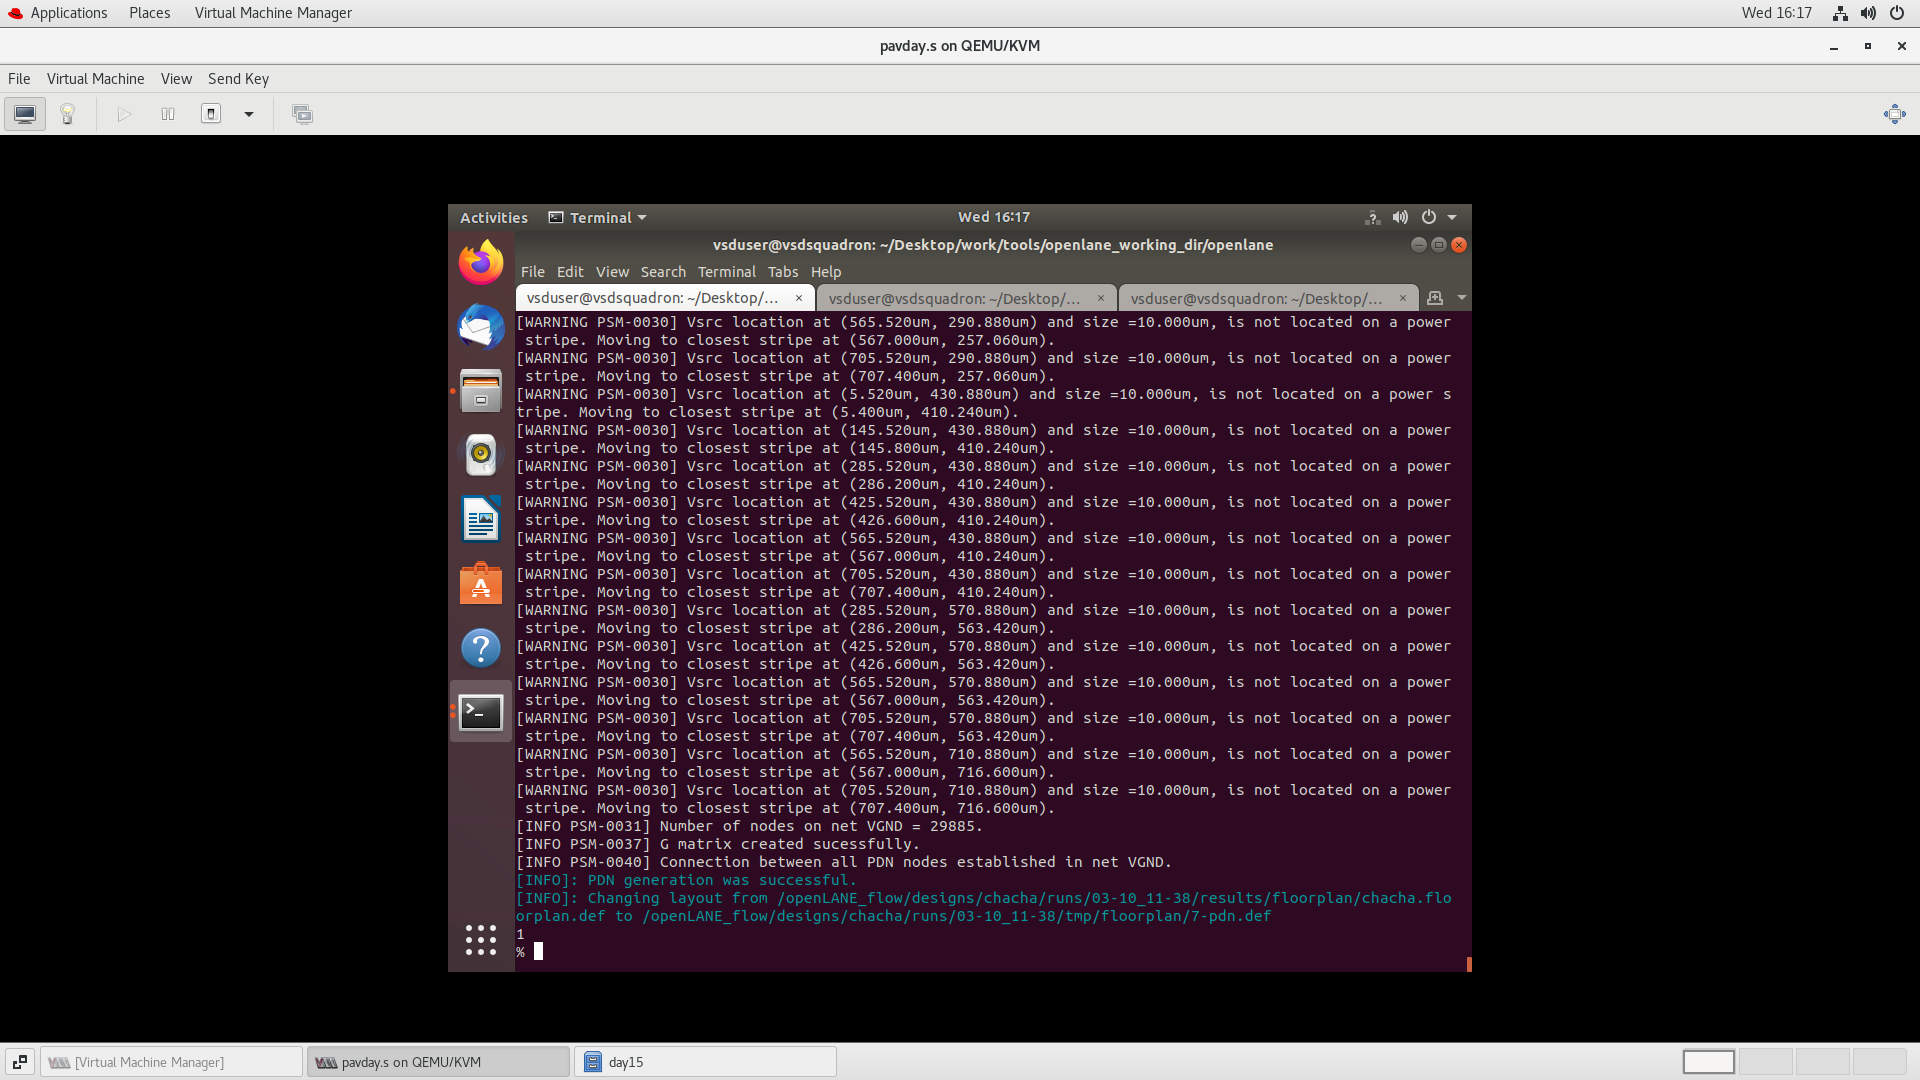 Applications Places Virtual Machine Manager Wed 16:17
pavday.s on QEMU/KVM
File Virtual Machine View Send Key
Activities Terminal Wed 16:17
vsduser@vsdsquadron: ~/Desktop/work/tools/openlane_working_dir/openlane
File Edit View Search Terminal Tabs Help
vsduser@vsdsquadron: ~/Desktop/... × vsduser@vsdsquadron: ~/Desktop/... × vsduser@vsdsquadron: ~/Desktop/... ×
[WARNING PSM-0030] Vsrc location at (565.520um, 290.880um) and size =10.000um, is not located on a power
stripe. Moving to closest stripe at (567.000um, 257.060um).
[WARNING PSM-0030] Vsrc location at (705.520um, 290.880um) and size =10.000um, is not located on a power
stripe. Moving to closest stripe at (707.400um, 257.060um).
[WARNING PSM-0030] Vsrc location at (5.520um, 430.880um) and size =10.000um, is not located on a power s
tripe. Moving to closest stripe at (5.400um, 410.240um).
[WARNING PSM-0030] Vsrc location at (145.520um, 430.880um) and size =10.000um, is not located on a power
stripe. Moving to closest stripe at (145.800um, 410.240um).
[WARNING PSM-0030] Vsrc location at (285.520um, 430.880um) and size =10.000um, is not located on a power
stripe. Moving to closest stripe at (286.200um, 410.240um).
[WARNING PSM-0030] Vsrc location at (425.520um, 430.880um) and size =10.000um, is not located on a power
stripe. Moving to closest stripe at (426.600um, 410.240um).
[WARNING PSM-0030] Vsrc location at (565.520um, 430.880um) and size =10.000um, is not located on a power
stripe. Moving to closest stripe at (567.000um, 410.240um).
[WARNING PSM-0030] Vsrc location at (705.520um, 430.880um) and size =10.000um, is not located on a power
stripe. Moving to closest stripe at (707.400um, 410.240um).
[WARNING PSM-0030] Vsrc location at (285.520um, 570.880um) and size =10.000um, is not located on a power
stripe. Moving to closest stripe at (286.200um, 563.420um).
[WARNING PSM-0030] Vsrc location at (425.520um, 570.880um) and size =10.000um, is not located on a power
stripe. Moving to closest stripe at (426.600um, 563.420um).
[WARNING PSM-0030] Vsrc location at (565.520um, 570.880um) and size =10.000um, is not located on a power
stripe. Moving to closest stripe at (567.000um, 563.420um).
[WARNING PSM-0030] Vsrc location at (705.520um, 570.880um) and size =10.000um, is not located on a power
stripe. Moving to closest stripe at (707.400um, 563.420um).
[WARNING PSM-0030] Vsrc location at (565.520um, 710.880um) and size =10.000um, is not located on a power
stripe. Moving to closest stripe at (567.000um, 716.600um).
[WARNING PSM-0030] Vsrc location at (705.520um, 710.880um) and size =10.000um, is not located on a power
stripe. Moving to closest stripe at (707.400um, 716.600um).
[INFO PSM-0031] Number of nodes on net VGND = 29885.
[INFO PSM-0037] G matrix created sucessfully.
[INFO PSM-0040] Connection between all PDN nodes established in net VGND.
[INFO]: PDN generation was successful.
[INFO]: Changing layout from /openLANE_flow/designs/chacha/runs/03-10_11-38/results/floorplan/chacha.flo
orplan.def to /openLANE_flow/designs/chacha/runs/03-10_11-38/tmp/floorplan/7-pdn.def
1
%
[Virtual Machine Manager] pavday.s on QEMU/KVM day15